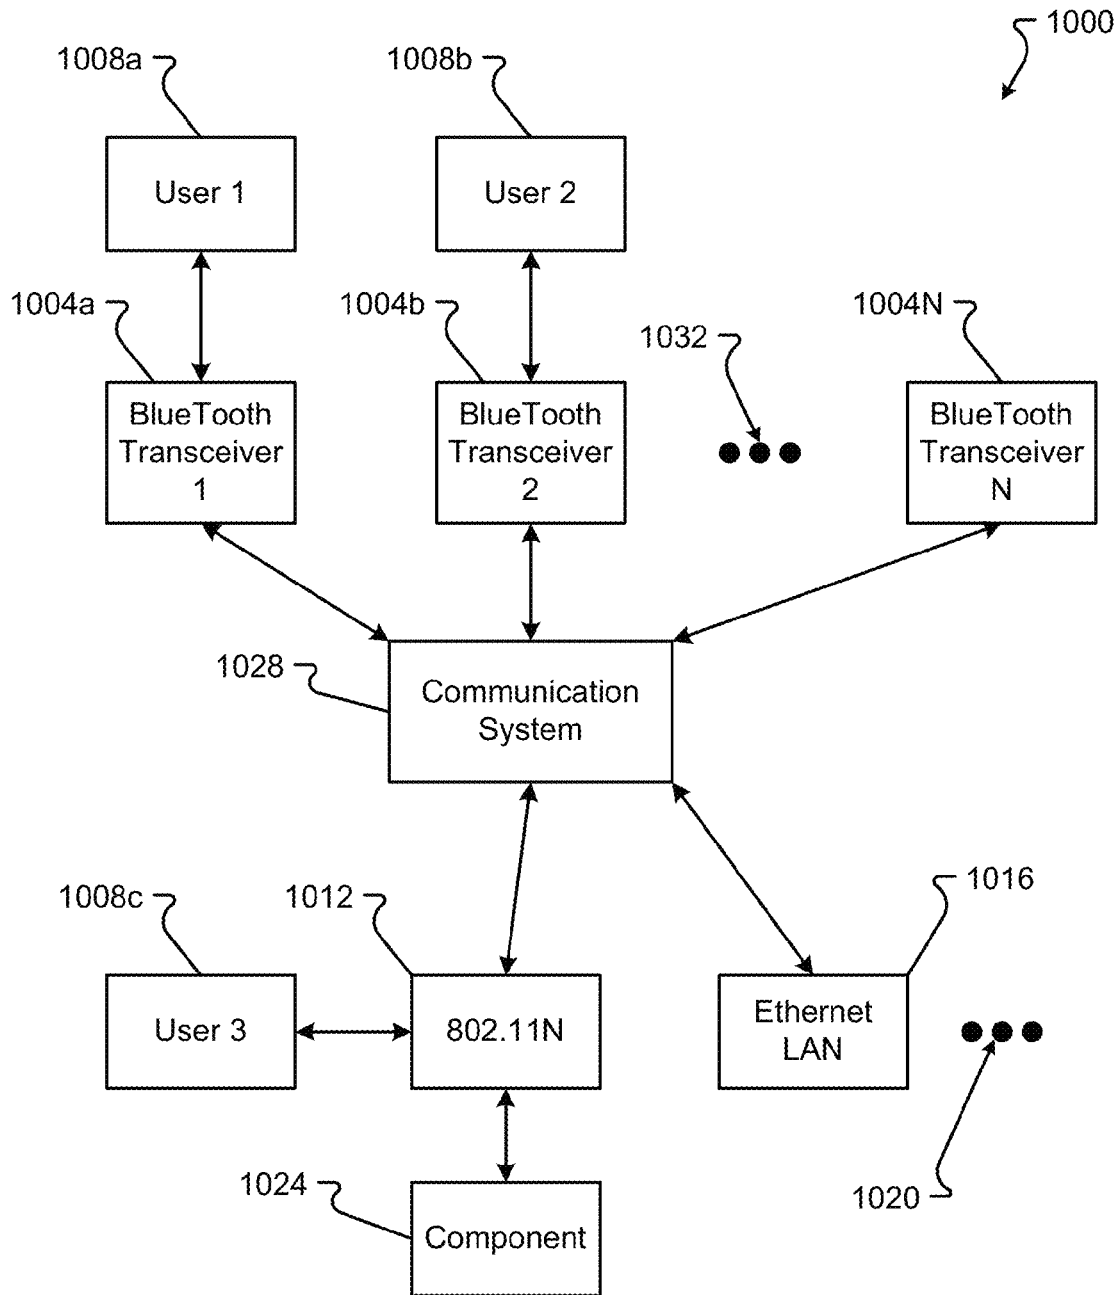 1000
1008a
1008b
User 1
User 2
1004a
1004b
1032
1004N
BlueTooth
Transceiver
1
BlueTooth
Transceiver
2
BlueTooth
Transceiver
N
1028
Communication
System
1008c
1012
1016
User 3
802.11N
Ethernet
LAN
1024
1020
Component